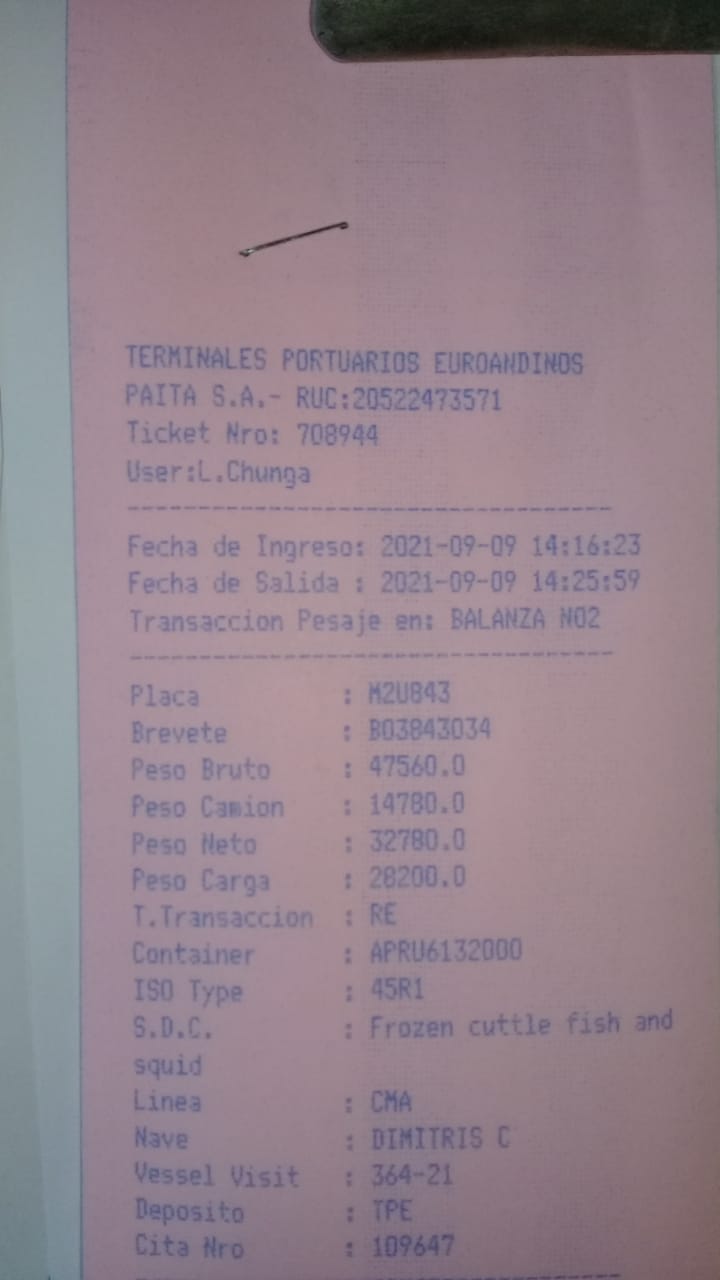 TERMINALES PORTUARIOS EUROANDINOS
PAITA S.A.- RUC:20522473571
Ticket Nro: 708944
User:L.Chunga
----------------------------------
Fecha de Ingreso: 2021-09-09 14:16:23
Fecha de Salida : 2021-09-09 14:25:59
Transaccion Pesaje en: BALANZA NO2
----------------------------------
Placa : M2U843
Brevete : B03843034
Peso Bruto : 47560.0
Peso Camion : 14780.0
Peso Neto : 32780.0
Peso Carga : 28200.0
T.Transaccion : RE
Container : APRU6132000
ISO Type : 45R1
S.D.C. : Frozen cuttle fish and
squid
Linea : CMA
Nave : DIMITRIS C
Vessel Visit : 364-21
Deposito : TPE
Cita Nro : 109647